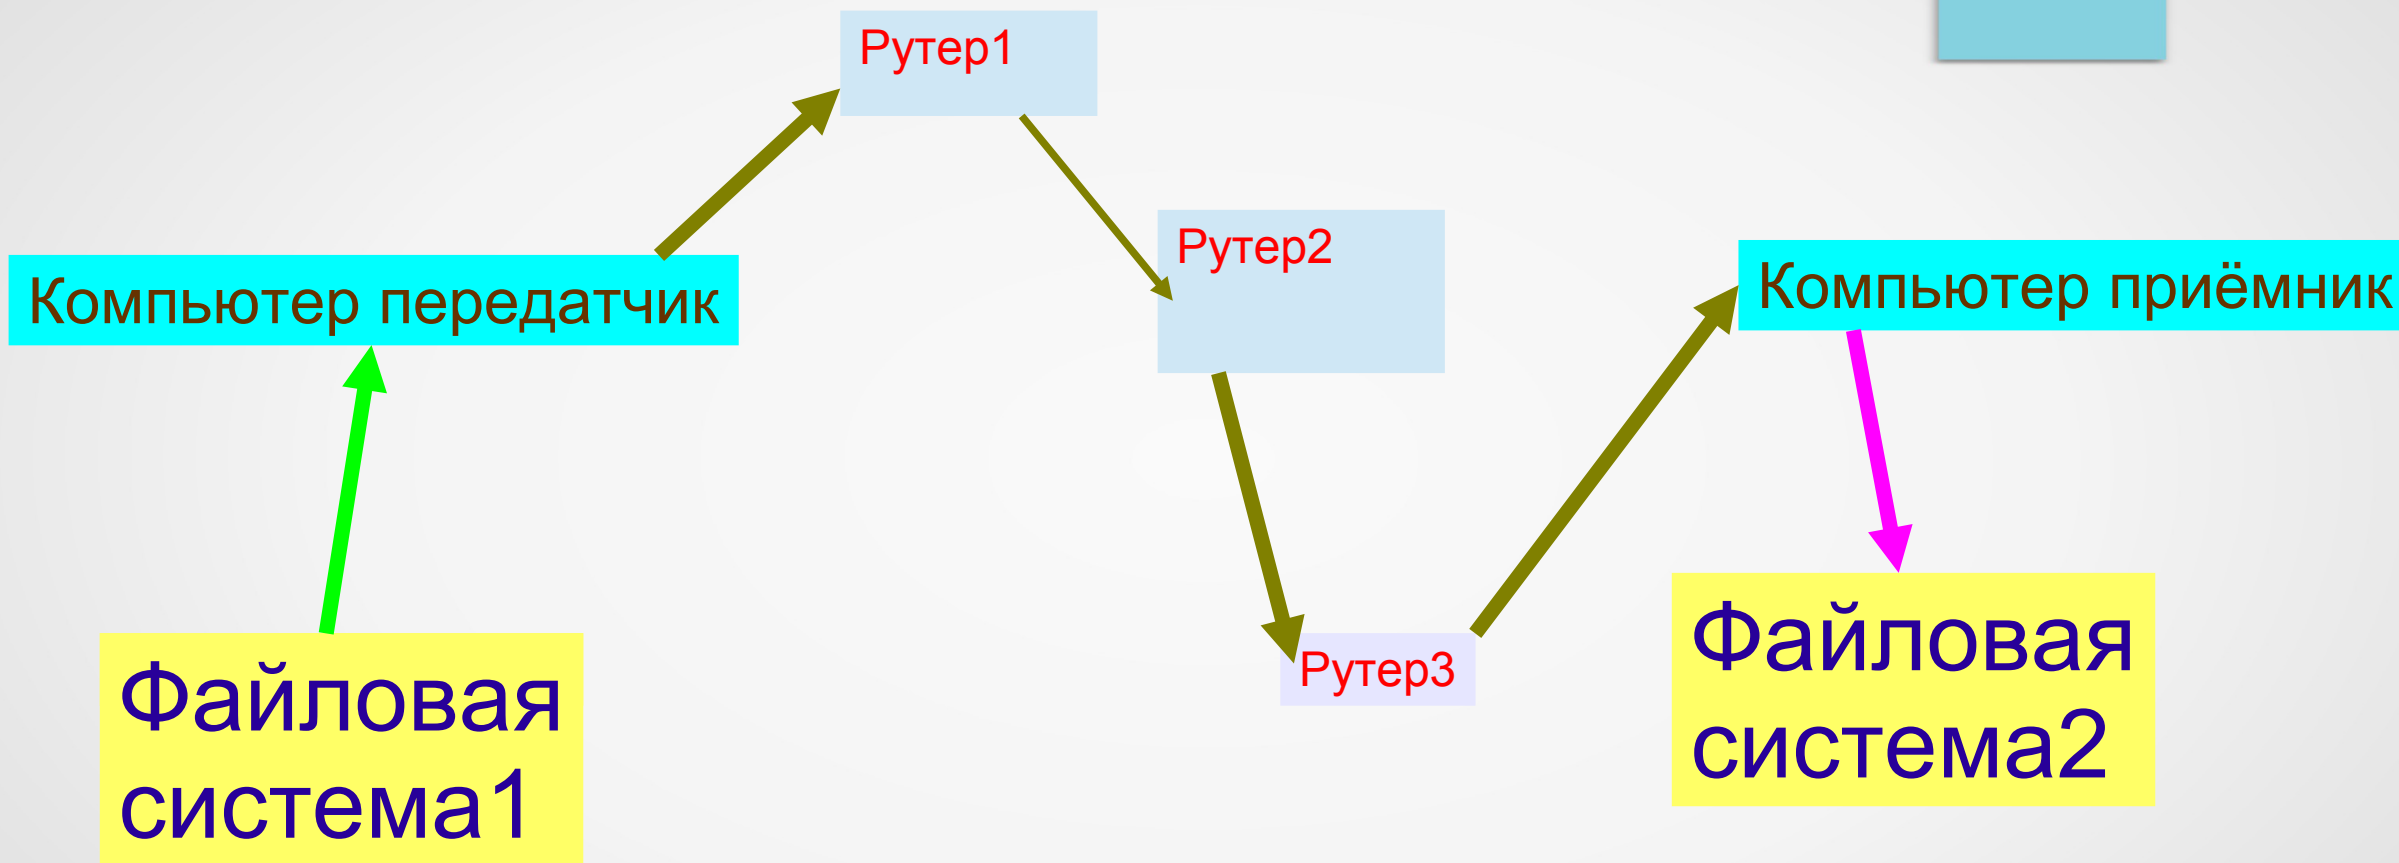 Рутер1
Рутер2
Компьютер передатчик
Компьютер приёмник
Рутер3
Файловая
система1
Файловая
система2